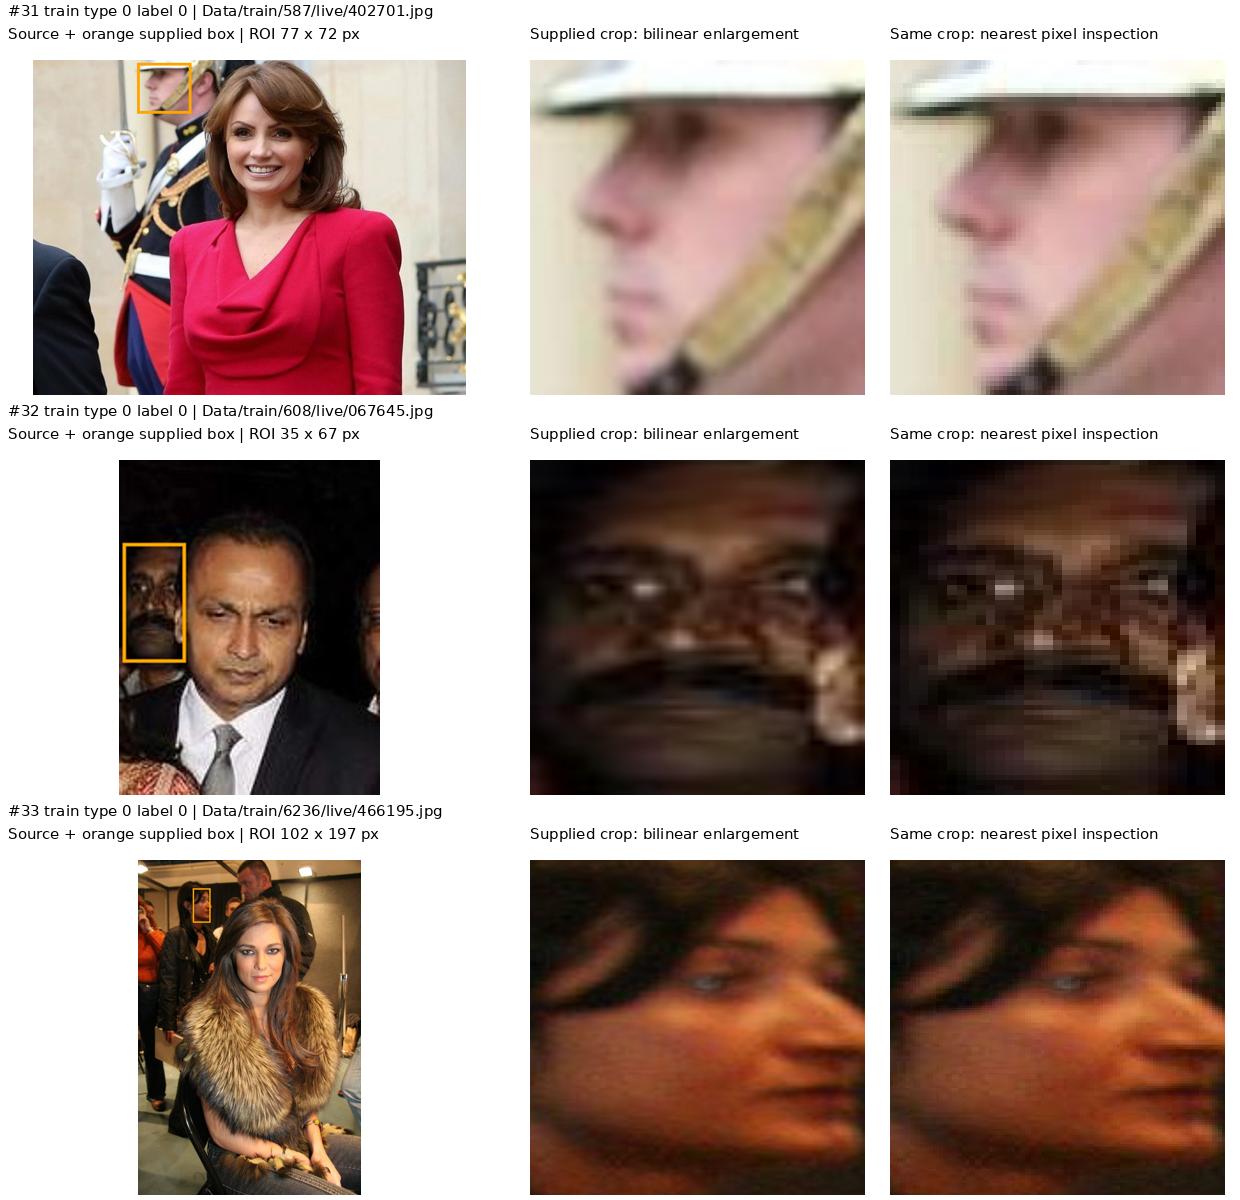 #31 train type 0 label 0 | Data/train/587/live/402701.jpg
Source + orange supplied box | ROI 77 x 72 px
Supplied crop: bilinear enlargement
Same crop: nearest pixel inspection
#32 train type 0 label 0 | Data/train/608/live/067645.jpg
Source + orange supplied box | ROI 35 x 67 px
Supplied crop: bilinear enlargement
Same crop: nearest pixel inspection
#33 train type 0 label 0 | Data/train/6236/live/466195.jpg
Source + orange supplied box | ROI 102 x 197 px
Supplied crop: bilinear enlargement
Same crop: nearest pixel inspection